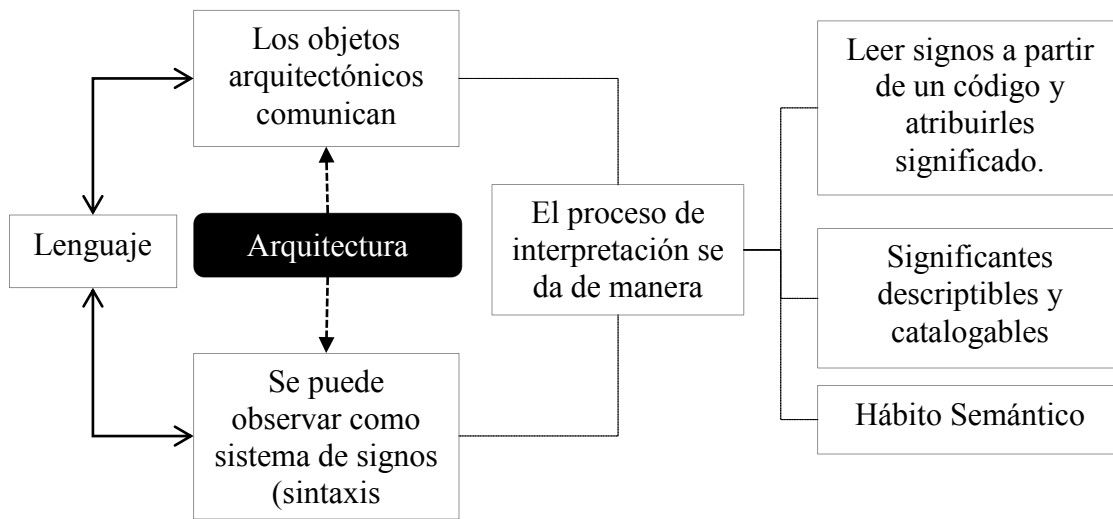 Los objetos
arquitectónicos
comunican
Lenguaje
Arquitectura
Se puede
observar como
sistema de signos
(sintaxis
El proceso de
interpretación se
da de manera
Leer signos a partir
de un código y
atribuirles
significado.
Significantes
descriptibles y
catalogables
Hábito Semántico